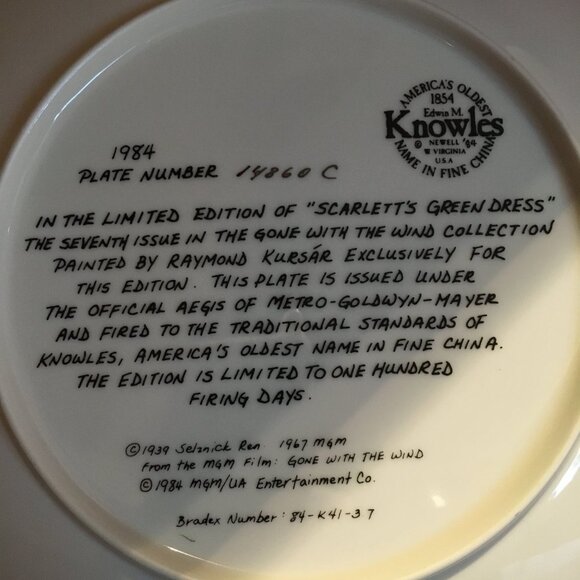 AMERICA'S OLDEST
1854
Edwin M.
Knowles
© NEWELL '84
W VIRGINIA
U.S.A
NAME IN FINE CHINA
1984
PLATE NUMBER 14860 C
IN THE LIMITED EDITION OF "SCARLETT'S GREEN DRESS"
THE SEVENTH ISSUE IN THE GONE WITH THE WIND COLLECTION
PAINTED BY RAYMOND KURSÁR EXCLUSIVELY FOR
THIS EDITION. THIS PLATE IS ISSUED UNDER
THE OFFICIAL AEGIS OF METRO-GOLDWYN-MAYER
AND FIRED TO THE TRADITIONAL STANDARDS OF
KNOWLES, AMERICA'S OLDEST NAME IN FINE CHINA.
THE EDITION IS LIMITED TO ONE HUNDRED
FIRING DAYS.
©1939 Selznick Ren. 1967 MGM
From the MGM Film: GONE WITH THE WIND
©1984 MGM/UA Entertainment Co.
Bradex Number: 84-K41-3 7